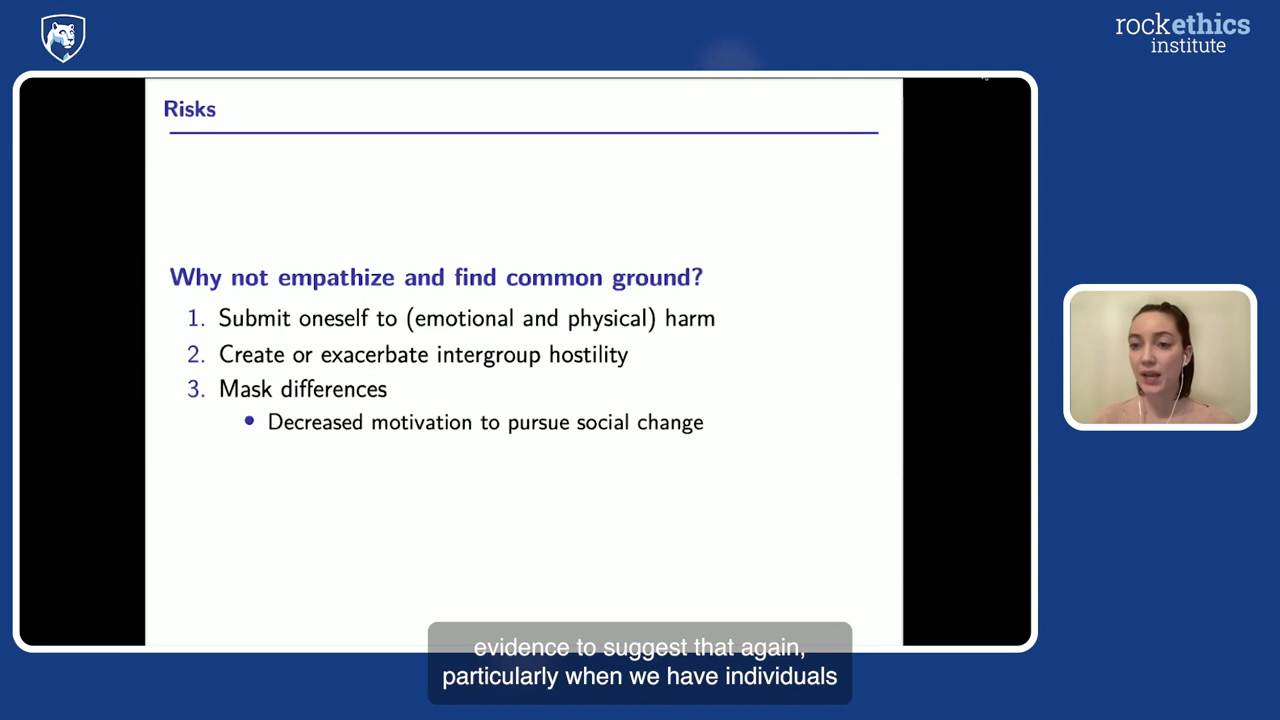 rockethics
institute
Risks
Why not empathize and find common ground?
1. Submit oneself to (emotional and physical) harm
2. Create or exacerbate intergroup hostility
3. Mask differences
• Decreased motivation to pursue social change
evidence to suggest that again,
particularly when we have individuals